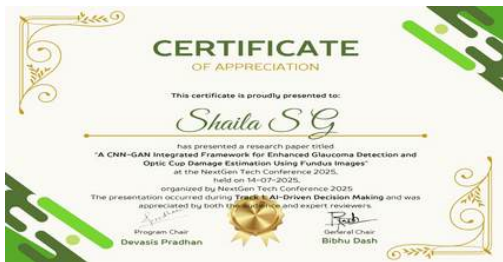 CERTIFICATE
OF APPRECIATION
This certificate is proudly presented to:
Shaila S G
has presented a research paper titled
"A CNN-GAN Integrated Framework for Enhanced Glaucoma Detection and
Optic Cup Damage Estimation Using Fundus Images"
at the NextGen Tech Conference 2025,
held on 14-07-2025,
organized by NextGen Tech Conference 2025
The presentation occurred during Track 1: AI-Driven Decision Making and was
appreciated by both the audience and expert reviewers.
Pradhan
Program Chair
Devasis Pradhan
General Chair
Bibhu Dash